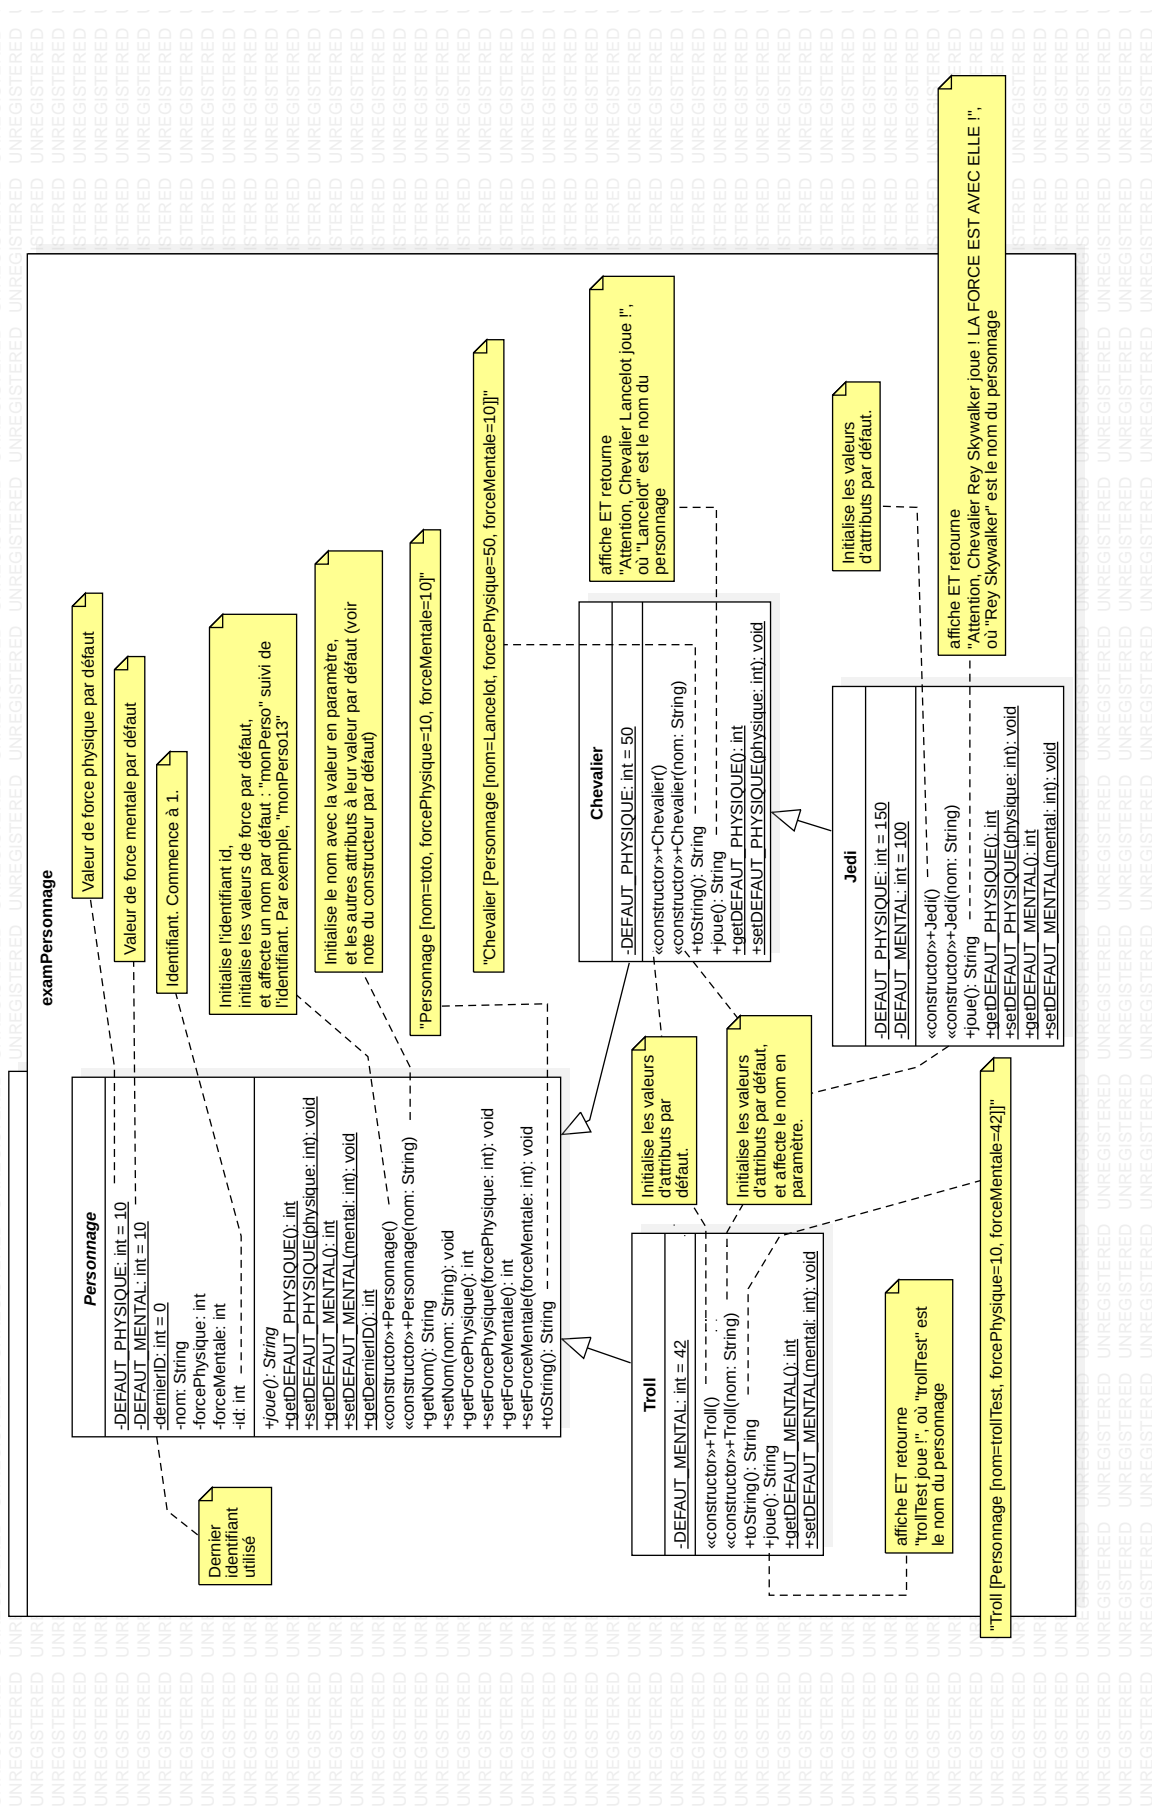 examPersonnage
Personnage
-DEFAUT_PHYSIQUE: int = 10
-DEFAUT_MENTAL: int = 10
-dernierID: int = 0
-nom: String
-forcePhysique: int
-forceMentale: int
-id: int
+joue(): String
+getDEFAUT_PHYSIQUE(): int
+setDEFAUT_PHYSIQUE(physique: int): void
+getDEFAUT_MENTAL(): int
+setDEFAUT_MENTAL(mental: int): void
+getDernierID(): int
«constructor»+Personnage()
«constructor»+Personnage(nom: String)
+getNom(): String
+setNom(nom: String): void
+getForcePhysique(): int
+setForcePhysique(forcePhysique: int): void
+getForceMentale(): int
+setForceMentale(forceMentale: int): void
+toString(): String
Dernier
identifiant
utilisé
Valeur de force physique par défaut
Valeur de force mentale par défaut
Identifiant. Commence à 1.
Initialise l'identifiant id,
initialise les valeurs de force par défaut,
et affecte un nom par défaut : "monPerso" suivi de
l'identifiant. Par exemple, "monPerso13"
Initialise le nom avec la valeur en paramètre,
et les autres attributs à leur valeur par défaut (voir
note du constructeur par défaut)
"Personnage [nom=toto, forcePhysique=10, forceMentale=10]"
"Chevalier [Personnage [nom=Lancelot, forcePhysique=50, forceMentale=10]]"
Troll
-DEFAUT_MENTAL: int = 42
«constructor»+Troll()
«constructor»+Troll(nom: String)
+toString(): String
+joue(): String
+getDEFAUT_MENTAL(): int
+setDEFAUT_MENTAL(mental: int): void
Initialise les valeurs
d'attributs par
défaut.
Initialise les valeurs
d'attributs par défaut,
et affecte le nom en
paramètre.
Chevalier
-DEFAUT_PHYSIQUE: int = 50
«constructor»+Chevalier()
«constructor»+Chevalier(nom: String)
+toString(): String
+joue(): String
+getDEFAUT_PHYSIQUE(): int
+setDEFAUT_PHYSIQUE(physique: int): void
affiche ET retourne
"Attention, Chevalier Lancelot joue !",
où "Lancelot" est le nom du
personnage
Jedi
-DEFAUT_PHYSIQUE: int = 150
-DEFAUT_MENTAL: int = 100
«constructor»+Jedi()
«constructor»+Jedi(nom: String)
+joue(): String
+getDEFAUT_PHYSIQUE(): int
+setDEFAUT_PHYSIQUE(physique: int): void
+getDEFAUT_MENTAL(): int
+setDEFAUT_MENTAL(mental: int): void
Initialise les valeurs
d'attributs par défaut.
affiche ET retourne
"Attention, Chevalier Rey Skywalker joue ! LA FORCE EST AVEC ELLE !",
où "Rey Skywalker" est le nom du personnage
affiche ET retourne
"trollTest joue !", où "trollTest" est
le nom du personnage
"Troll [Personnage [nom=trollTest, forcePhysique=10, forceMentale=42]]"
UNREGISTERED